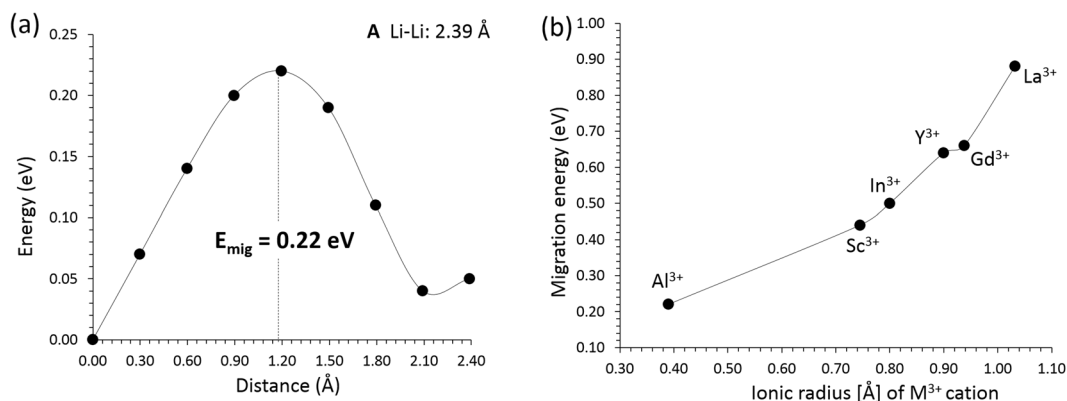 (a)
A Li-Li: 2.39 Å
0.25
0.20
0.15
0.10
0.05
0.00
Energy (eV)
E_mig = 0.22 eV
0.00 0.30 0.60 0.90 1.20 1.50 1.80 2.10 2.40
Distance (Å)
(b)
1.00
0.90
0.80
0.70
0.60
0.50
0.40
0.30
0.20
0.10
Migration energy (eV)
La³⁺
Y³⁺
Gd³⁺
In³⁺
Sc³⁺
Al³⁺
0.30 0.40 0.50 0.60 0.70 0.80 0.90 1.00 1.10
Ionic radius [Å] of M³⁺ cation